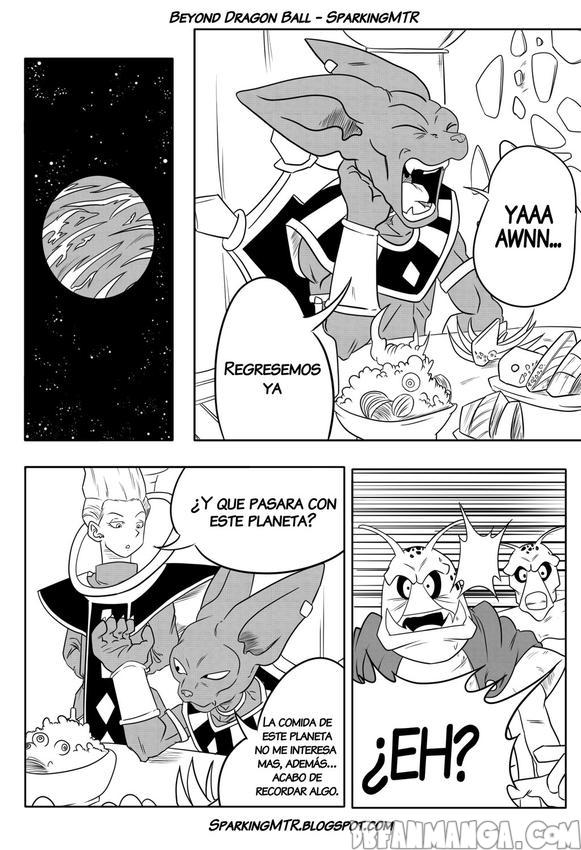 Beyond Dragon Ball - SparkingMTR
YAAA
AWNN...
Regresemos
ya
¿Y que pasara con
este planeta?
¿EH?
La comida de
este planeta
no me interesa
mas, además...
acabo de
recordar algo.
SparkingMTR.blogspot.com
DBFANMANGA.COM